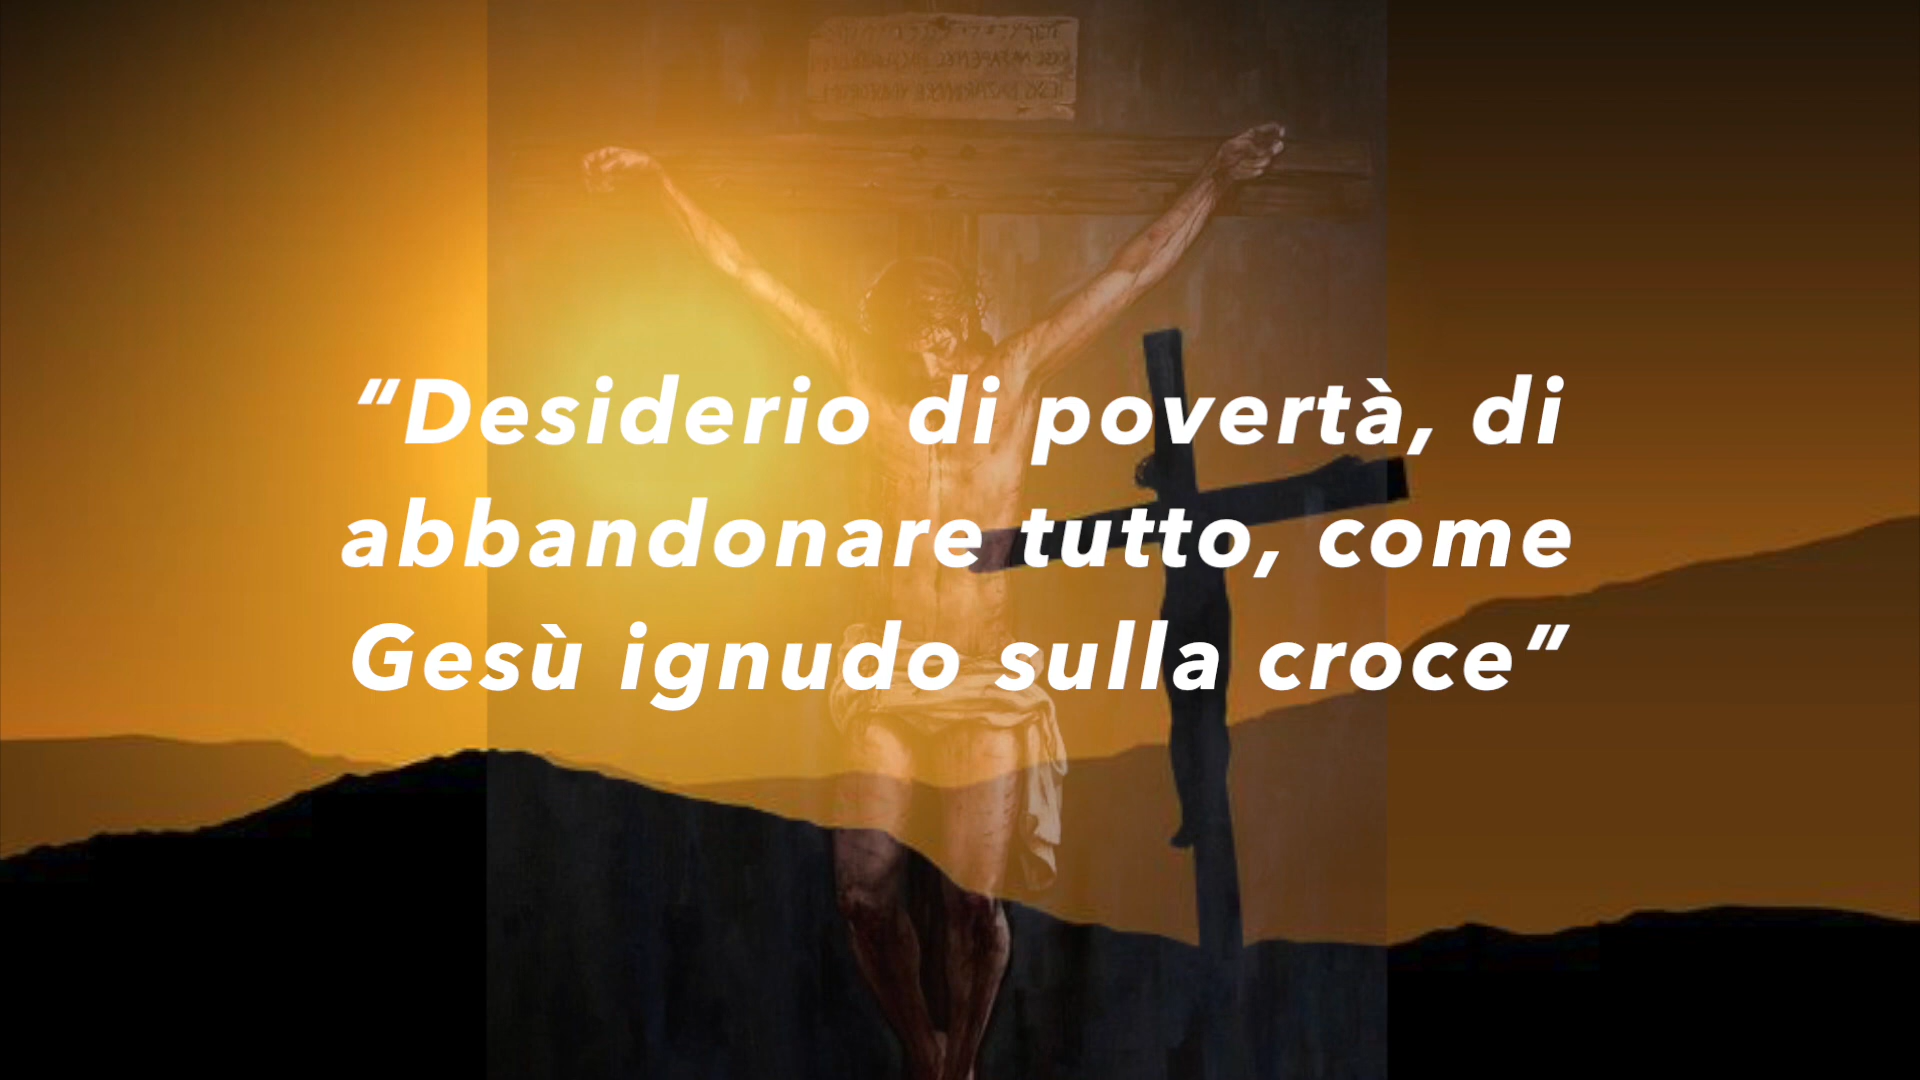 “Desiderio di povertà, di
abbandonare tutto, come
Gesù ignudo sulla croce”